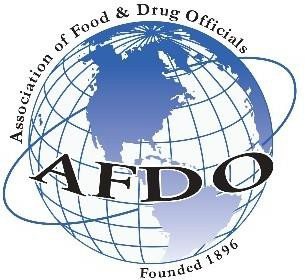 Association of Food & Drug Officials
AFDO
Founded 1896